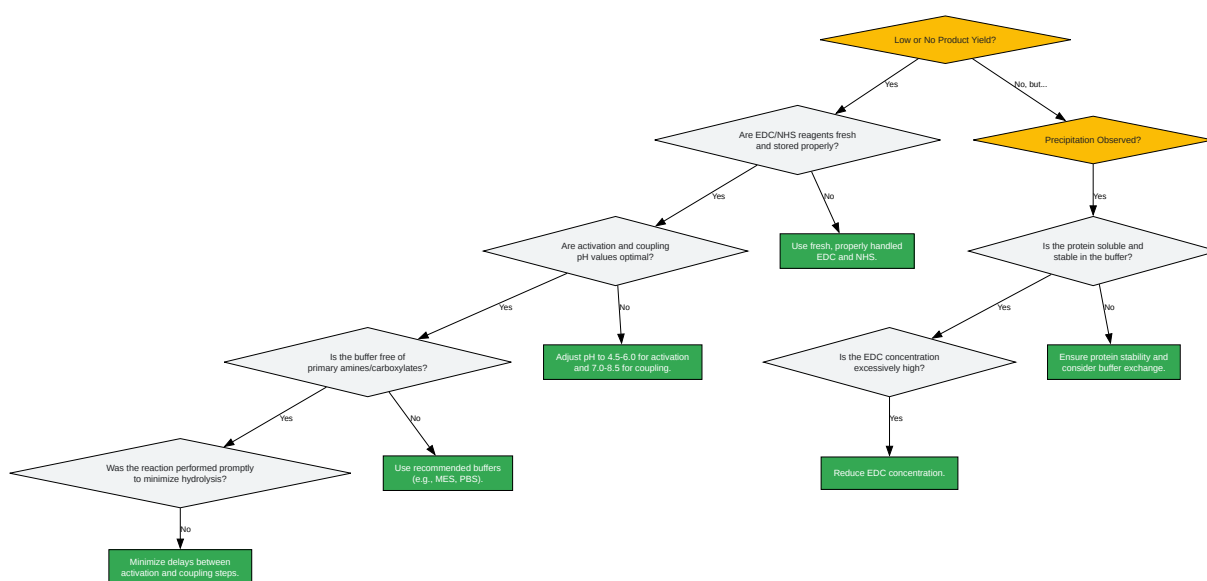 Low or No Product Yield?
Yes
No, but...
Are EDC/NHS reagents fresh
and stored properly?
Precipitation Observed?
Yes
No
Yes
Are activation and coupling
pH values optimal?
Use fresh, properly handled
EDC and NHS.
Is the protein soluble and
stable in the buffer?
Yes
No
Yes
No
Is the buffer free of
primary amines/carboxylates?
Adjust pH to 4.5-6.0 for activation
and 7.0-8.5 for coupling.
Is the EDC concentration
excessively high?
Ensure protein stability and
consider buffer exchange.
Yes
No
Yes
Was the reaction performed promptly
to minimize hydrolysis?
Use recommended buffers
(e.g., MES, PBS).
Reduce EDC concentration.
No
Minimize delays between
activation and coupling steps.